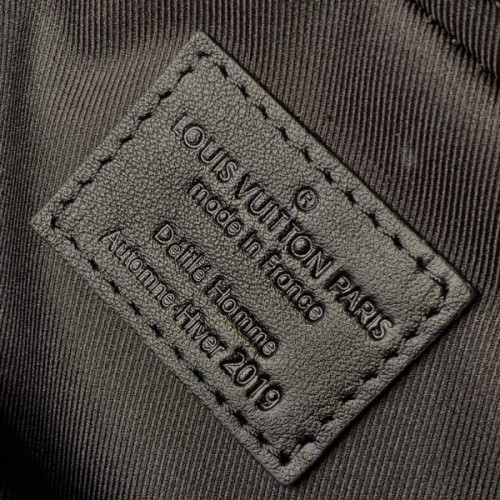 ®
LOUIS VUITTON PARIS
made in France
Défilé Homme
Automne-Hiver 2019